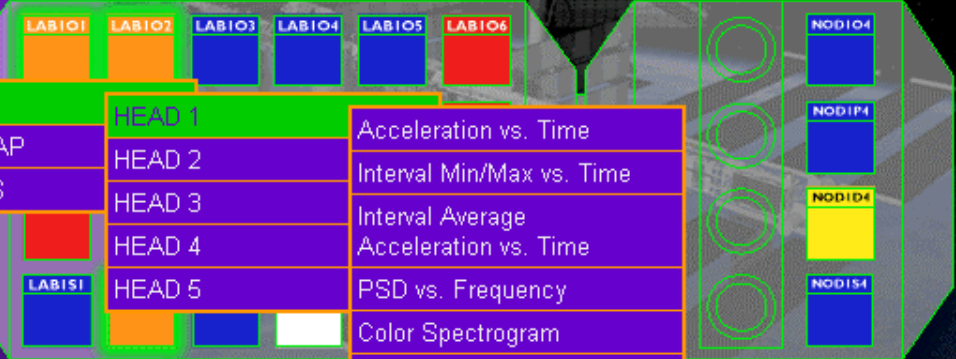 LAB1O1
LAB1O2
LAB1O3
LAB1O4
LAB1O5
LAB1O6
NOD1O4
HEAD 1
Acceleration vs. Time
NOD1P4
AP
HEAD 2
Interval Min/Max vs. Time
S
HEAD 3
Interval Average
Acceleration vs. Time
NOD1D4
HEAD 4
LAB1S1
HEAD 5
PSD vs. Frequency
NOD1S4
Color Spectrogram